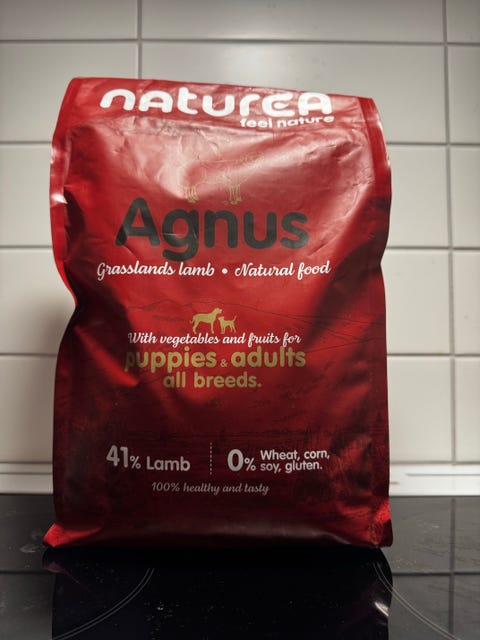 naturea
feel nature
Agnus
Grasslands lamb • Natural food
With vegetables and fruits for
puppies & adults
all breeds.
41% Lamb
0% Wheat, corn,
soy, gluten.
100% healthy and tasty